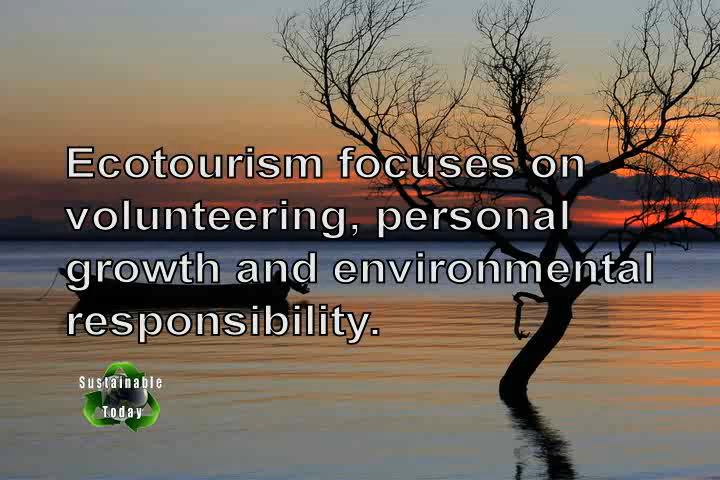 Ecotourism focuses on
volunteering, personal
growth and environmental
responsibility.
Sustainable
Today